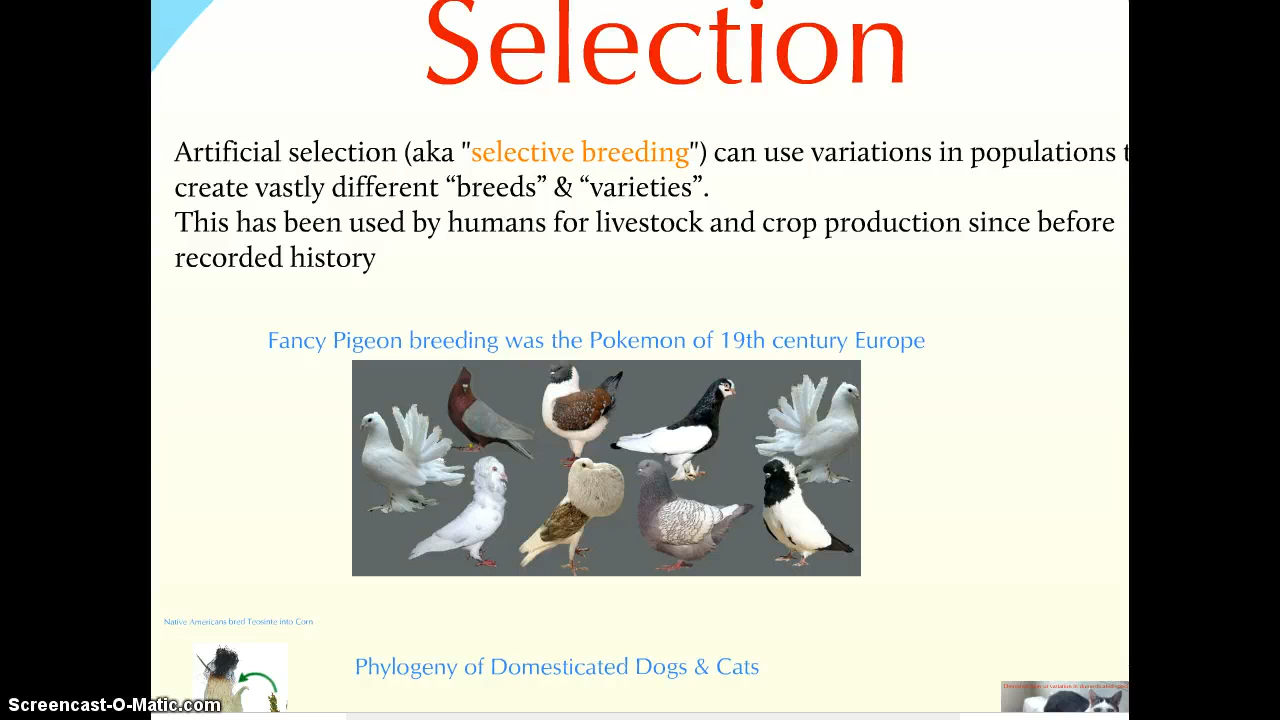 Selection
Artificial selection (aka "selective breeding") can use variations in populations t
create vastly different “breeds” & “varieties”.
This has been used by humans for livestock and crop production since before
recorded history
Fancy Pigeon breeding was the Pokemon of 19th century Europe
Native Americans bred Teosinte into Corn
Phylogeny of Domesticated Dogs & Cats
Screencast-O-Matic.com